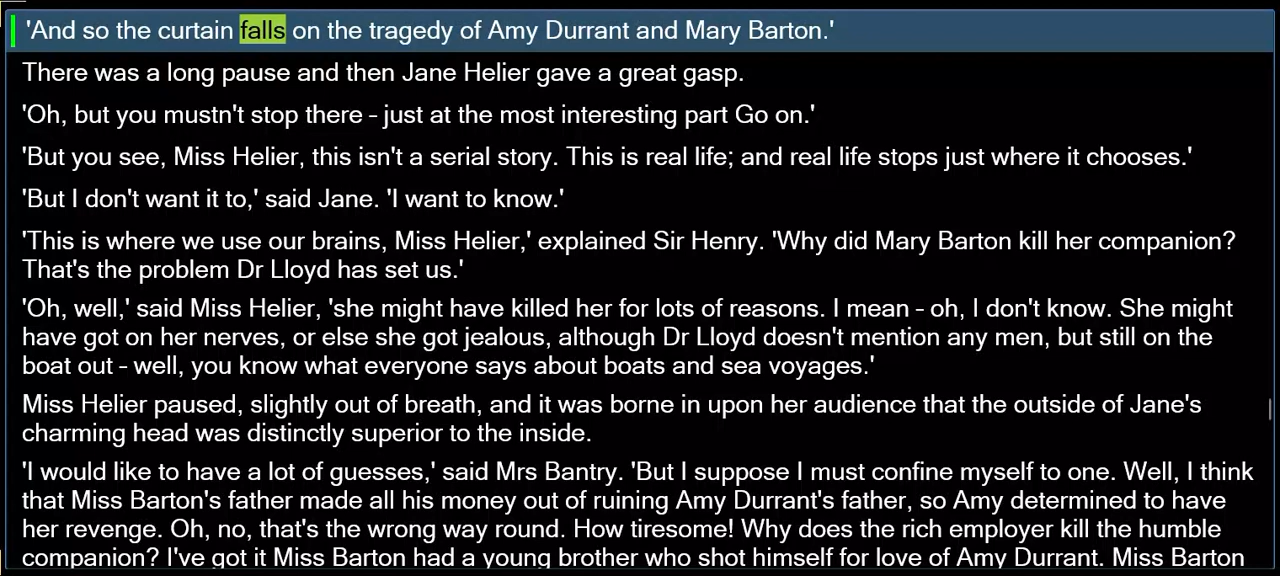 'And so the curtain falls on the tragedy of Amy Durrant and Mary Barton.'
There was a long pause and then Jane Helier gave a great gasp.
'Oh, but you mustn't stop there – just at the most interesting part Go on.'
'But you see, Miss Helier, this isn't a serial story. This is real life; and real life stops just where it chooses.'
'But I don't want it to,' said Jane. 'I want to know.'
'This is where we use our brains, Miss Helier,' explained Sir Henry. 'Why did Mary Barton kill her companion?
That's the problem Dr Lloyd has set us.'
'Oh, well,' said Miss Helier, 'she might have killed her for lots of reasons. I mean – oh, I don't know. She might
have got on her nerves, or else she got jealous, although Dr Lloyd doesn't mention any men, but still on the
boat out – well, you know what everyone says about boats and sea voyages.'
Miss Helier paused, slightly out of breath, and it was borne in upon her audience that the outside of Jane's
charming head was distinctly superior to the inside.
'I would like to have a lot of guesses,' said Mrs Bantry. 'But I suppose I must confine myself to one. Well, I think
that Miss Barton's father made all his money out of ruining Amy Durrant's father, so Amy determined to have
her revenge. Oh, no, that's the wrong way round. How tiresome! Why does the rich employer kill the humble
companion? I've got it Miss Barton had a young brother who shot himself for love of Amy Durrant. Miss Barton